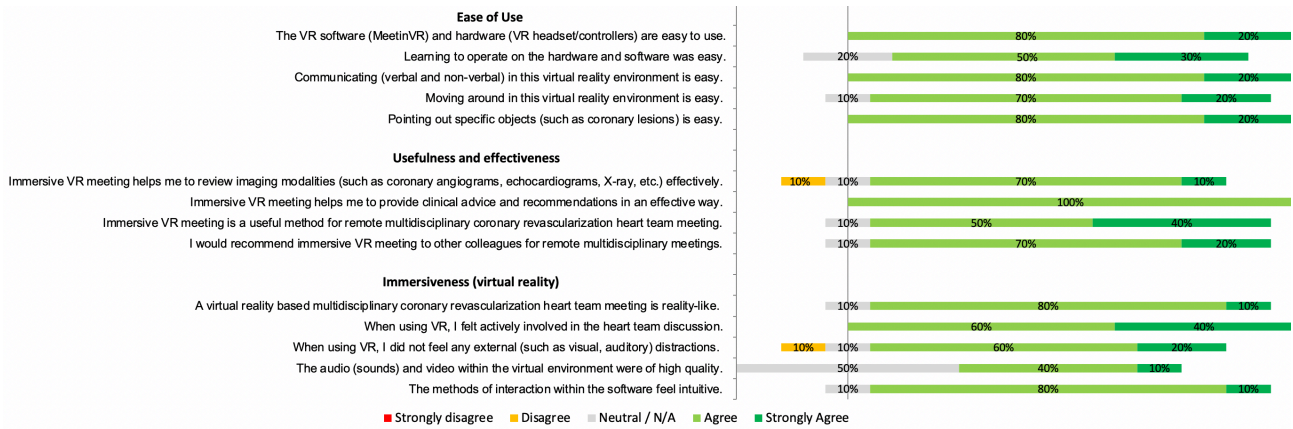 Ease of Use
The VR software (MeetinVR) and hardware (VR headset/controllers) are easy to use. 80% 20%
Learning to operate on the hardware and software was easy. 20% 50% 30%
Communicating (verbal and non-verbal) in this virtual reality environment is easy. 80% 20%
Moving around in this virtual reality environment is easy. 10% 70% 20%
Pointing out specific objects (such as coronary lesions) is easy. 80% 20%
Usefulness and effectiveness
Immersive VR meeting helps me to review imaging modalities (such as coronary angiograms, echocardiograms, X-ray, etc.) effectively. 10% 10% 70% 10%
Immersive VR meeting helps me to provide clinical advice and recommendations in an effective way. 100%
Immersive VR meeting is a useful method for remote multidisciplinary coronary revascularization heart team meeting. 10% 50% 40%
I would recommend immersive VR meeting to other colleagues for remote multidisciplinary meetings. 10% 70% 20%
Immersiveness (virtual reality)
A virtual reality based multidisciplinary coronary revascularization heart team meeting is reality-like. 10% 80% 10%
When using VR, I felt actively involved in the heart team discussion. 60% 40%
When using VR, I did not feel any external (such as visual, auditory) distractions. 10% 10% 60% 20%
The audio (sounds) and video within the virtual environment were of high quality. 50% 40% 10%
The methods of interaction within the software feel intuitive. 10% 80% 10%
Strongly disagree Disagree Neutral / N/A Agree Strongly Agree